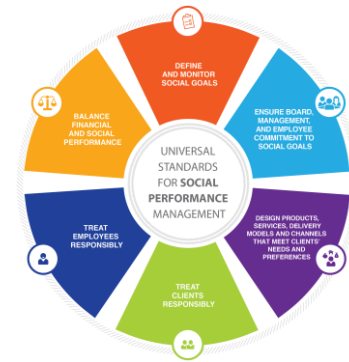 DEFINE
AND MONITOR
SOCIAL GOALS
ENSURE BOARD,
MANAGEMENT,
AND EMPLOYEE
COMMITMENT TO
SOCIAL GOALS
DESIGN PRODUCTS,
SERVICES, DELIVERY
MODELS AND CHANNELS
THAT MEET CLIENTS'
NEEDS AND
PREFERENCES
TREAT
CLIENTS
RESPONSIBLY
TREAT
EMPLOYEES
RESPONSIBLY
BALANCE
FINANCIAL
AND SOCIAL
PERFORMANCE
UNIVERSAL
STANDARDS
FOR SOCIAL
PERFORMANCE
MANAGEMENT